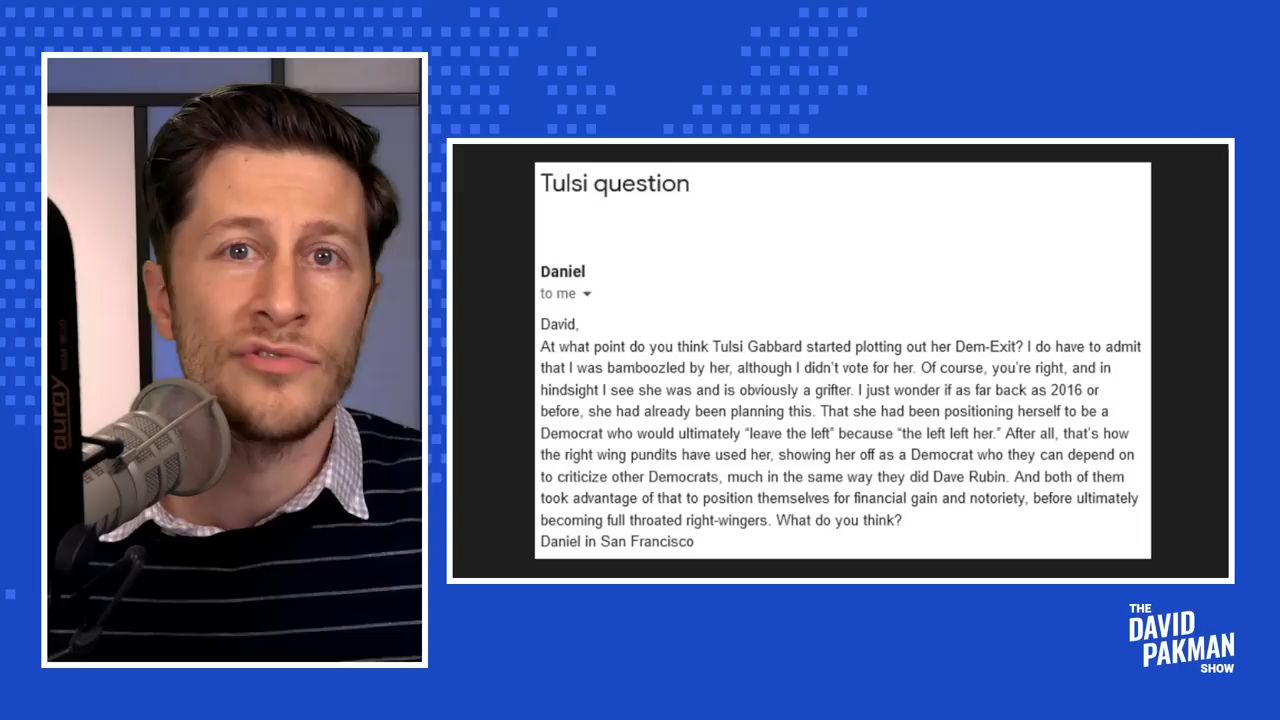 Tulsi question
Daniel
to me
David,
At what point do you think Tulsi Gabbard started plotting out her Dem-Exit? I do have to admit
that I was bamboozled by her, although I didn't vote for her. Of course, you're right, and in
hindsight I see she was and is obviously a grifter. I just wonder if as far back as 2016 or
before, she had already been planning this. That she had been positioning herself to be a
Democrat who would ultimately “leave the left” because “the left left her.” After all, that's how
the right wing pundits have used her, showing her off as a Democrat who they can depend on
to criticize other Democrats, much in the same way they did Dave Rubin. And both of them
took advantage of that to position themselves for financial gain and notoriety, before ultimately
becoming full throated right-wingers. What do you think?
Daniel in San Francisco
auray
THE
DAVID
PAKMAN
SHOW